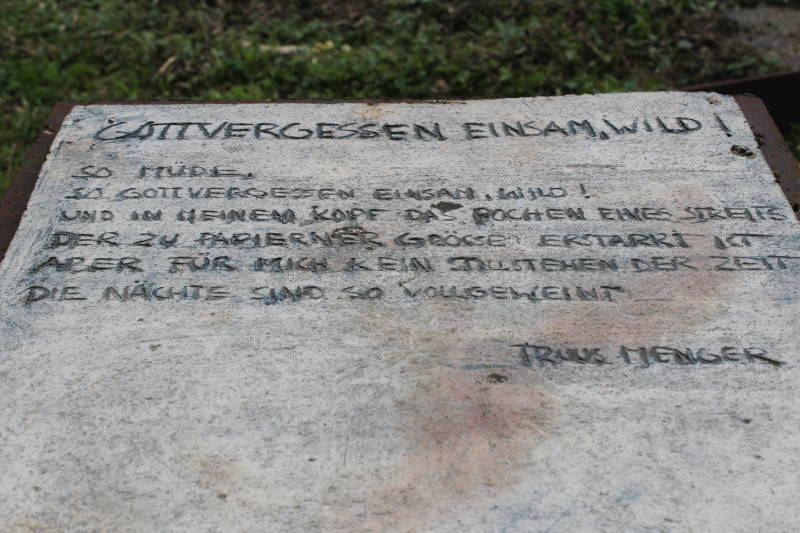 GOTTVERGESSEN EINSAM, WILD!
SO MÜDE,
SO GOTTVERGESSEN EINSAM, WILD!
UND IN MEINEM KOPF DAS POCHEN EINES STREITS
DER ZU PAPIERNER GRÖSSE ERSTARRT IST
ABER FÜR MICH KEIN STILLSTEHEN DER ZEIT
DIE NÄCHTE SIND SO VOLLGEWEINT
TRUUS MENGER